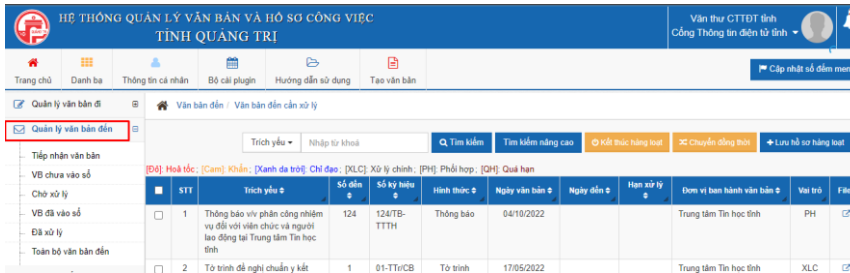 HỆ THỐNG QUẢN LÝ VĂN BẢN VÀ HỒ SƠ CÔNG VIỆC
TỈNH QUẢNG TRỊ
Văn thư CTTĐT tỉnh
Cổng Thông tin điện tử tỉnh
Trang chủ Danh bạ Thông tin cá nhân Bộ cài plugin Hướng dẫn sử dụng Tạo văn bản
Cập nhật số đếm men
Quản lý văn bản đi
Văn bản đến / Văn bản đến cần xử lý
Quản lý văn bản đến
Trích yếu Nhập từ khoá Tìm kiếm Tìm kiếm nâng cao Kết thúc hàng loạt Chuyển đồng thời Lưu hồ sơ hàng loạt
Tiếp nhận văn bản
VB chưa vào sổ
Chờ xử lý
VB đã vào sổ
Đã xử lý
Toàn bộ văn bản đến
[Đỏ]: Hoả tốc; [Cam]: Khẩn; [Xanh da trời]: Chỉ đạo; [XLC]: Xử lý chính; [PH]: Phối hợp; [QH]: Quá hạn
STT Trích yếu Số đến Số ký hiệu Hình thức Ngày văn bản Ngày đến Hạn xử lý Đơn vị ban hành văn bản Vai trò File
1 Thông báo v/v phân công nhiệm 124 124/TB- Thông báo 04/10/2022 Trung tâm Tin học tỉnh PH
vụ đối với viên chức và người TTTH
lao động tại Trung tâm Tin học
tỉnh
2 Tờ trình đề nghị chuẩn y kết 1 01-TTr/CB Tờ trình 17/05/2022 Trung tâm Tin học tỉnh XLC